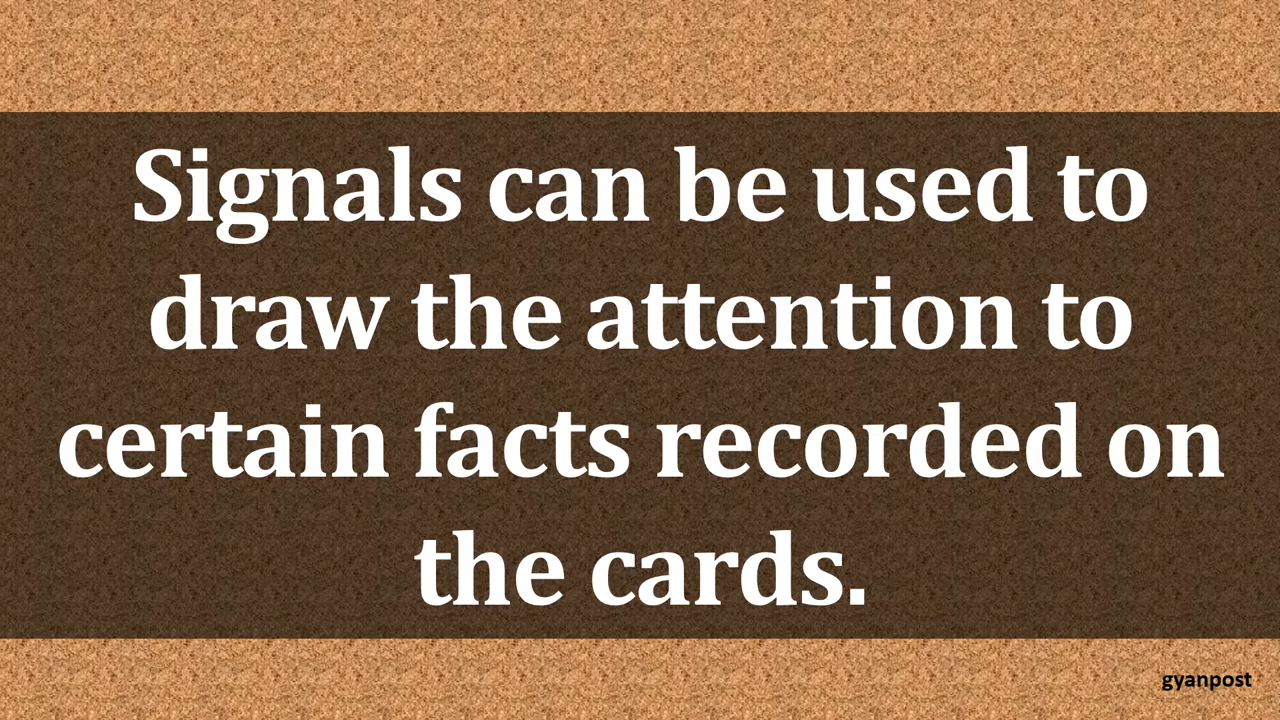 Signals can be used to
draw the attention to
certain facts recorded on
the cards.
gyanpost